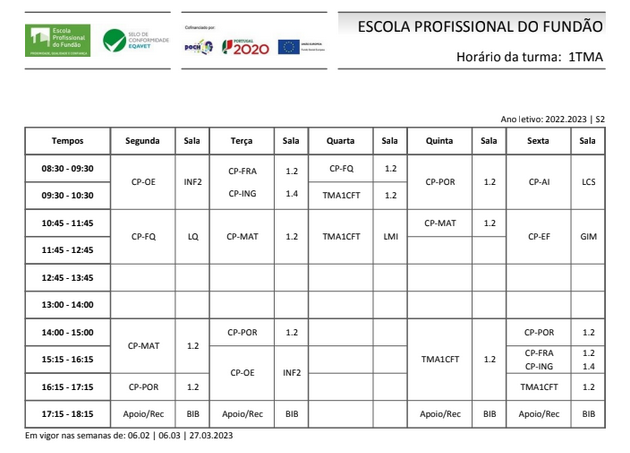 Escola
Profissional
do Fundão
SELO DE
CONFORMIDADE
EQAVET
Cofinanciado por:
poch
PORTUGAL
2020
ESCOLA PROFISSIONAL DO FUNDÃO
Horário da turma: 1TMA
Ano letivo: 2022.2023 | S2
Tempos Segunda Sala Terça Sala Quarta Sala Quinta Sala Sexta Sala
08:30 - 09:30 CP-OE INF2 CP-FRA 1.2 CP-FQ 1.2 CP-POR 1.2 CP-AI LCS
09:30 - 10:30 CP-ING 1.4 TMA1CFT 1.2
10:45 - 11:45 CP-FQ LQ CP-MAT 1.2 TMA1CFT LMI CP-MAT 1.2 CP-EF GIM
11:45 - 12:45
12:45 - 13:45
13:00 - 14:00
14:00 - 15:00 CP-MAT 1.2 CP-POR 1.2 TMA1CFT 1.2 CP-POR 1.2
15:15 - 16:15 CP-OE INF2 CP-FRA 1.2
CP-ING 1.4
16:15 - 17:15 CP-POR 1.2 TMA1CFT 1.2
17:15 - 18:15 Apoio/Rec BIB Apoio/Rec BIB Apoio/Rec BIB Apoio/Rec BIB
Em vigor nas semanas de: 06.02 | 06.03 | 27.03.2023